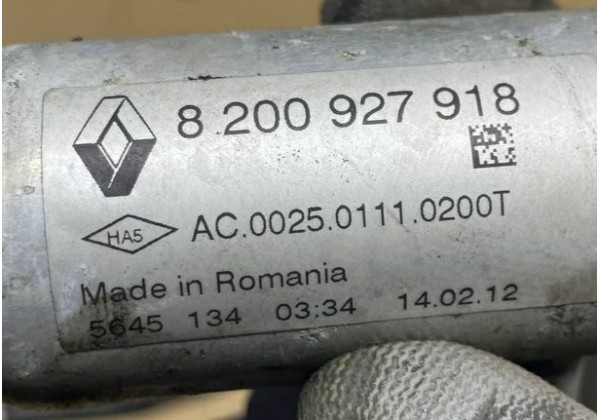 8 200 927 918
HA5 AC.0025.0111.0200T
Made in Romania
5645 134 03:34 14.02.12